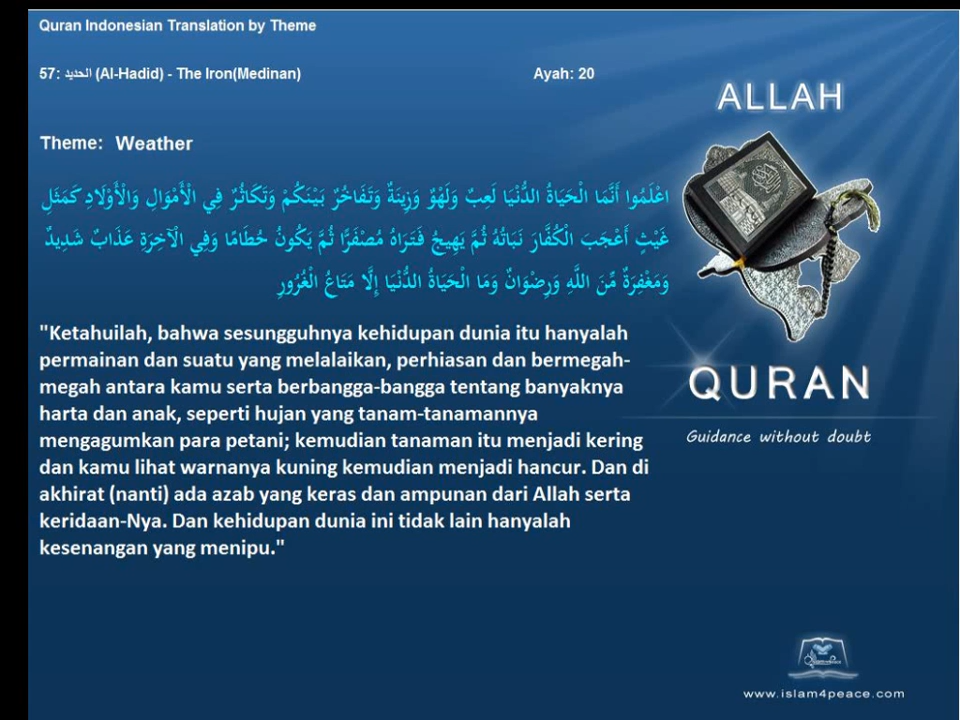 Quran Indonesian Translation by Theme
57: الحديد (Al-Hadid) - The Iron(Medinan) Ayah: 20
ALLAH
Theme: Weather
اعْلَمُوا أَنَّمَا الْحَيَاةُ الدُّنْيَا لَعِبٌ وَلَهْوٌ وَزِينَةٌ وَتَفَاخُرٌ بَيْنَكُمْ وَتَكَاثُرٌ فِي الْأَمْوَالِ وَالْأَوْلَادِ كَمَثَلِ
غَيْثٍ أَعْجَبَ الْكُفَّارَ نَبَاتُهُ ثُمَّ يَهِيجُ فَتَرَاهُ مُصْفَرًّا ثُمَّ يَكُونُ حُطَامًا وَفِي الْآخِرَةِ عَذَابٌ شَدِيدٌ
وَمَغْفِرَةٌ مِّنَ اللَّهِ وَرِضْوَانٌ وَمَا الْحَيَاةُ الدُّنْيَا إِلَّا مَتَاعُ الْغُرُورِ
"Ketahuilah, bahwa sesungguhnya kehidupan dunia itu hanyalah
permainan dan suatu yang melalaikan, perhiasan dan bermegah-
megah antara kamu serta berbangga-bangga tentang banyaknya
harta dan anak, seperti hujan yang tanam-tanamannya
mengagumkan para petani; kemudian tanaman itu menjadi kering
dan kamu lihat warnanya kuning kemudian menjadi hancur. Dan di
akhirat (nanti) ada azab yang keras dan ampunan dari Allah serta
keridaan-Nya. Dan kehidupan dunia ini tidak lain hanyalah
kesenangan yang menipu."
QURAN
Guidance without doubt
www.islam4peace.com